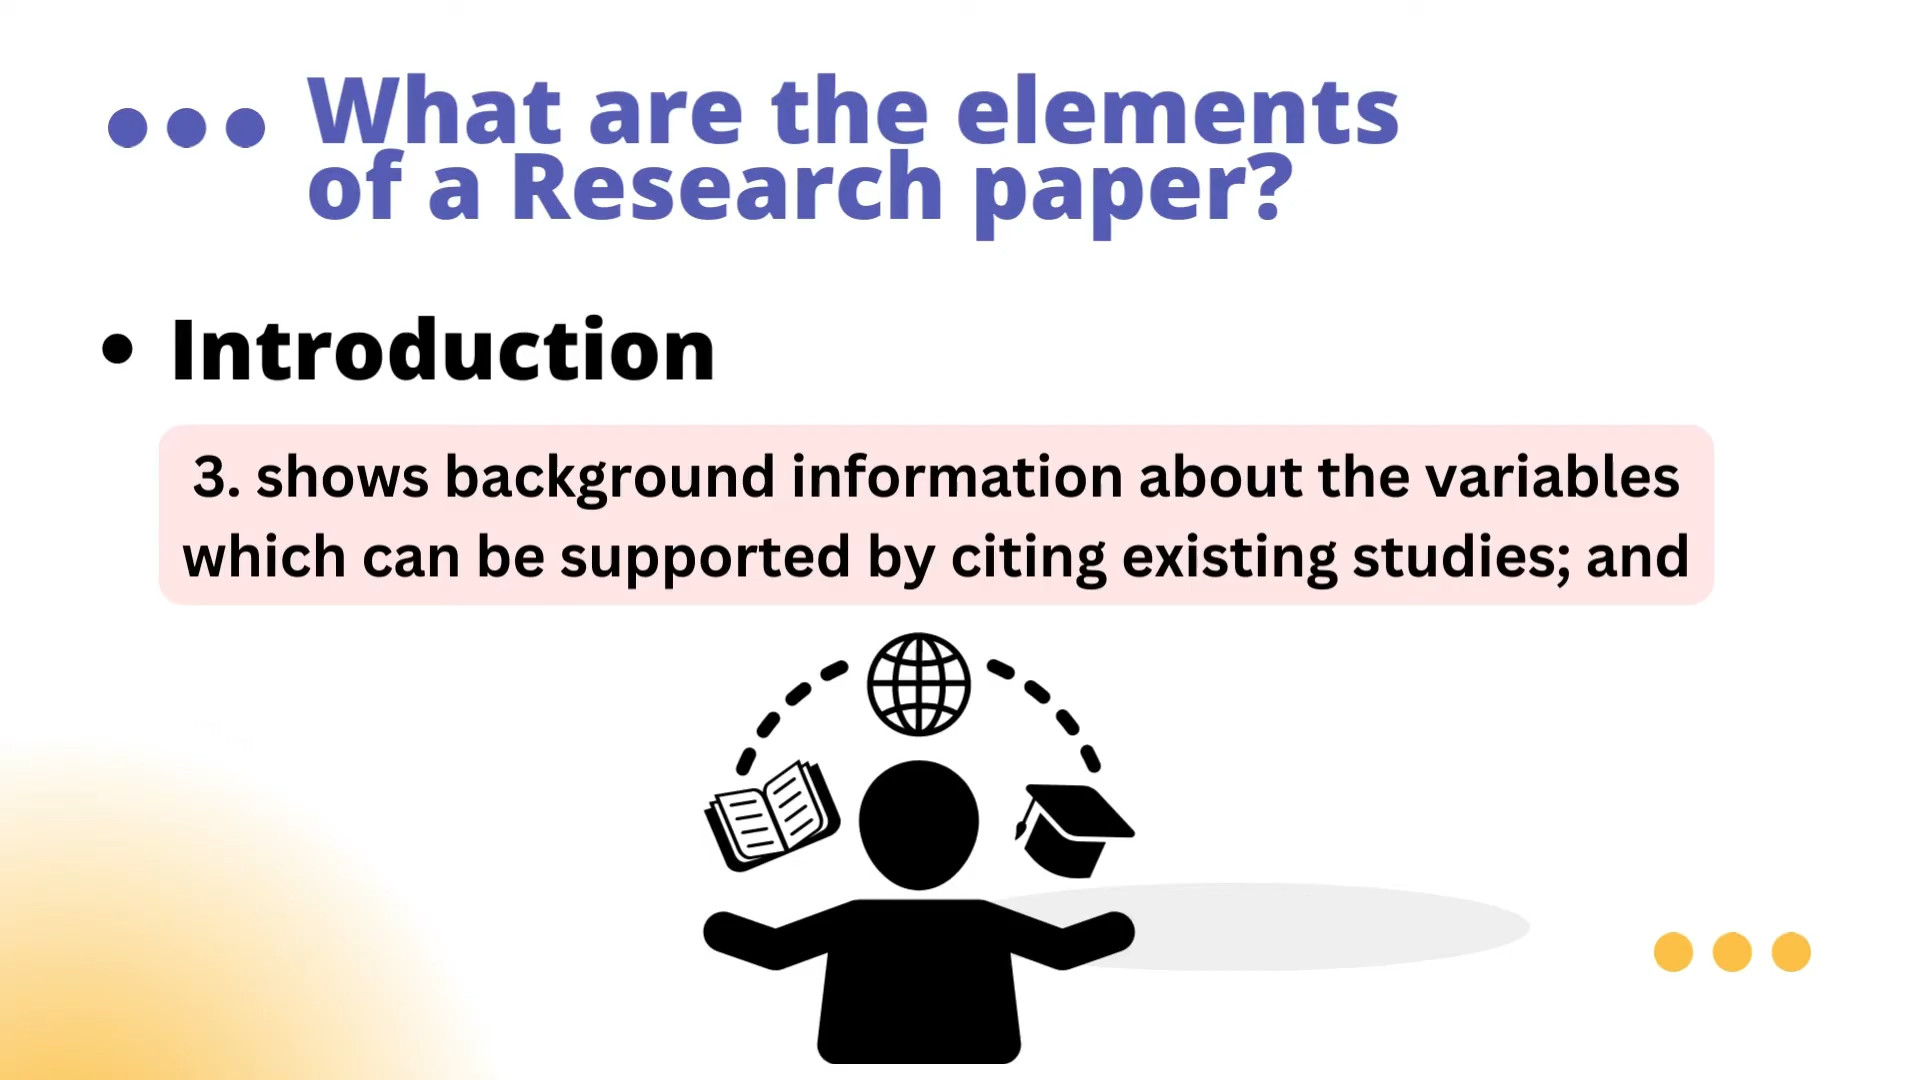 What are the elements
of a Research paper?
• Introduction
3. shows background information about the variables
which can be supported by citing existing studies; and